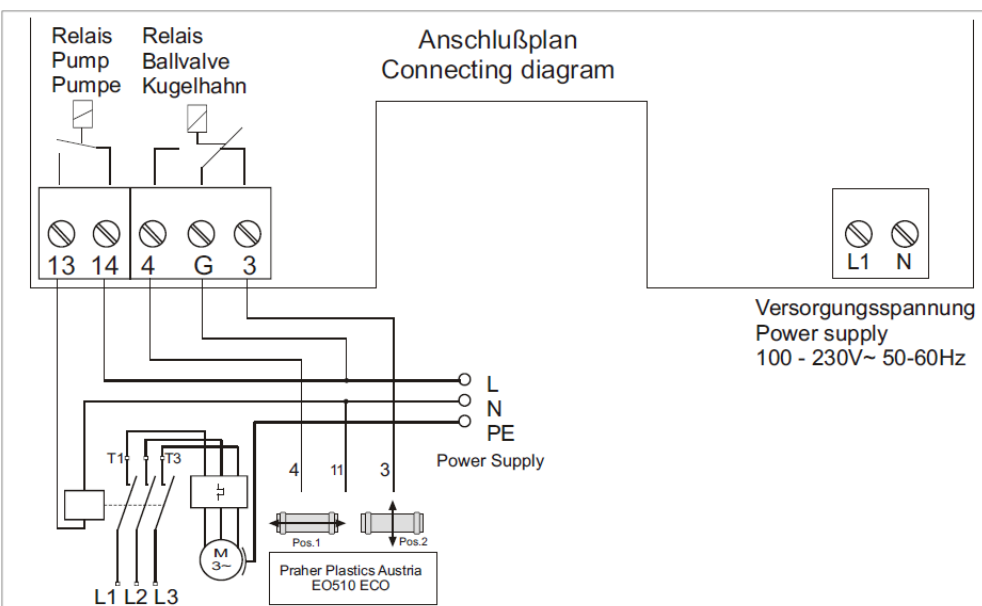 Relais Relais
Pump Ballvalve
Pumpe Kugelhahn
Anschlußplan
Connecting diagram
13 14 4 G 3
L1 N
Versorgungsspannung
Power supply
100 - 230V~ 50-60Hz
L
N
PE
Power Supply
T1 T3
4 11 3
Pos.1 Pos.2
M
3~
Praher Plastics Austria
EO510 ECO
L1 L2 L3